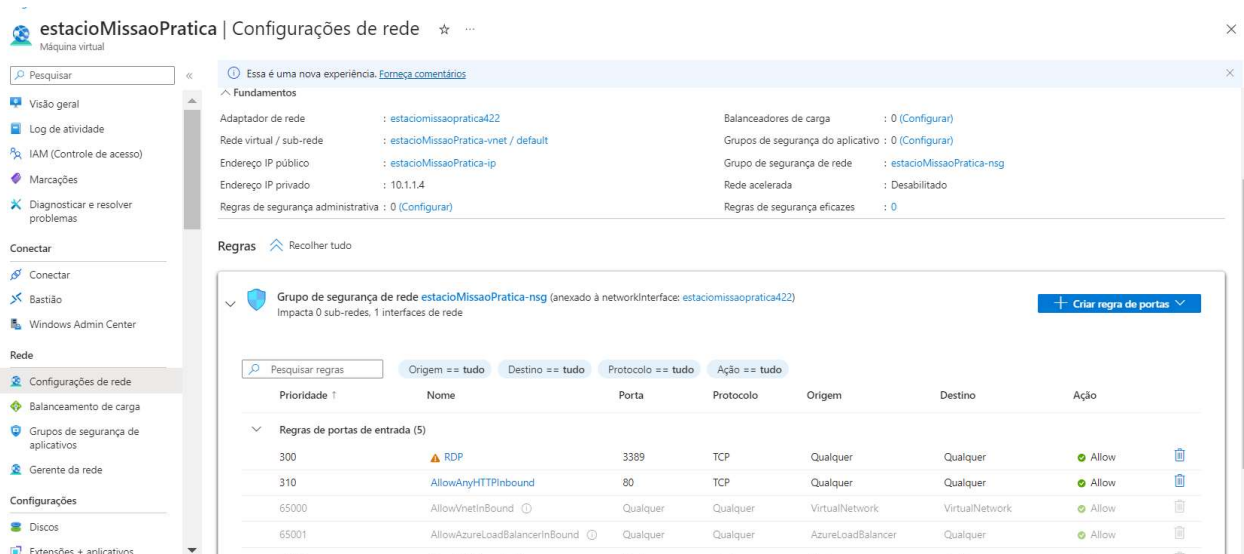 estacioMissaoPratica | Configurações de rede ☆ ...
Máquina virtual
Pesquisar «
Visão geral
Log de atividade
IAM (Controle de acesso)
Marcações
Diagnosticar e resolver
problemas
Conectar
Conectar
Bastião
Windows Admin Center
Rede
Configurações de rede
Balanceamento de carga
Grupos de segurança de
aplicativos
Gerente da rede
Configurações
Discos
Extensões + aplicativos
Essa é uma nova experiência. Forneça comentários
Fundamentos
Adaptador de rede : estaciomissaopratica422
Rede virtual / sub-rede : estacioMissaoPratica-vnet / default
Endereço IP público : estacioMissaoPratica-ip
Endereço IP privado : 10.1.1.4
Regras de segurança administrativa : 0 (Configurar)
Balanceadores de carga : 0 (Configurar)
Grupos de segurança do aplicativo : 0 (Configurar)
Grupo de segurança de rede : estacioMissaoPratica-nsg
Rede acelerada : Desabilitado
Regras de segurança eficazes : 0
Regras Recolher tudo
Grupo de segurança de rede estacioMissaoPratica-nsg (anexado à networkInterface: estaciomissaopratica422)
Impacta 0 sub-redes, 1 interfaces de rede
+ Criar regra de portas
Pesquisar regras Origem == tudo Destino == tudo Protocolo == tudo Ação == tudo
Prioridade ↑ Nome Porta Protocolo Origem Destino Ação
Regras de portas de entrada (5)
300 RDP 3389 TCP Qualquer Qualquer Allow
310 AllowAnyHTTPInbound 80 TCP Qualquer Qualquer Allow
65000 AllowVnetInBound Qualquer Qualquer VirtualNetwork VirtualNetwork Allow
65001 AllowAzureLoadBalancerInBound Qualquer Qualquer AzureLoadBalancer Qualquer Allow